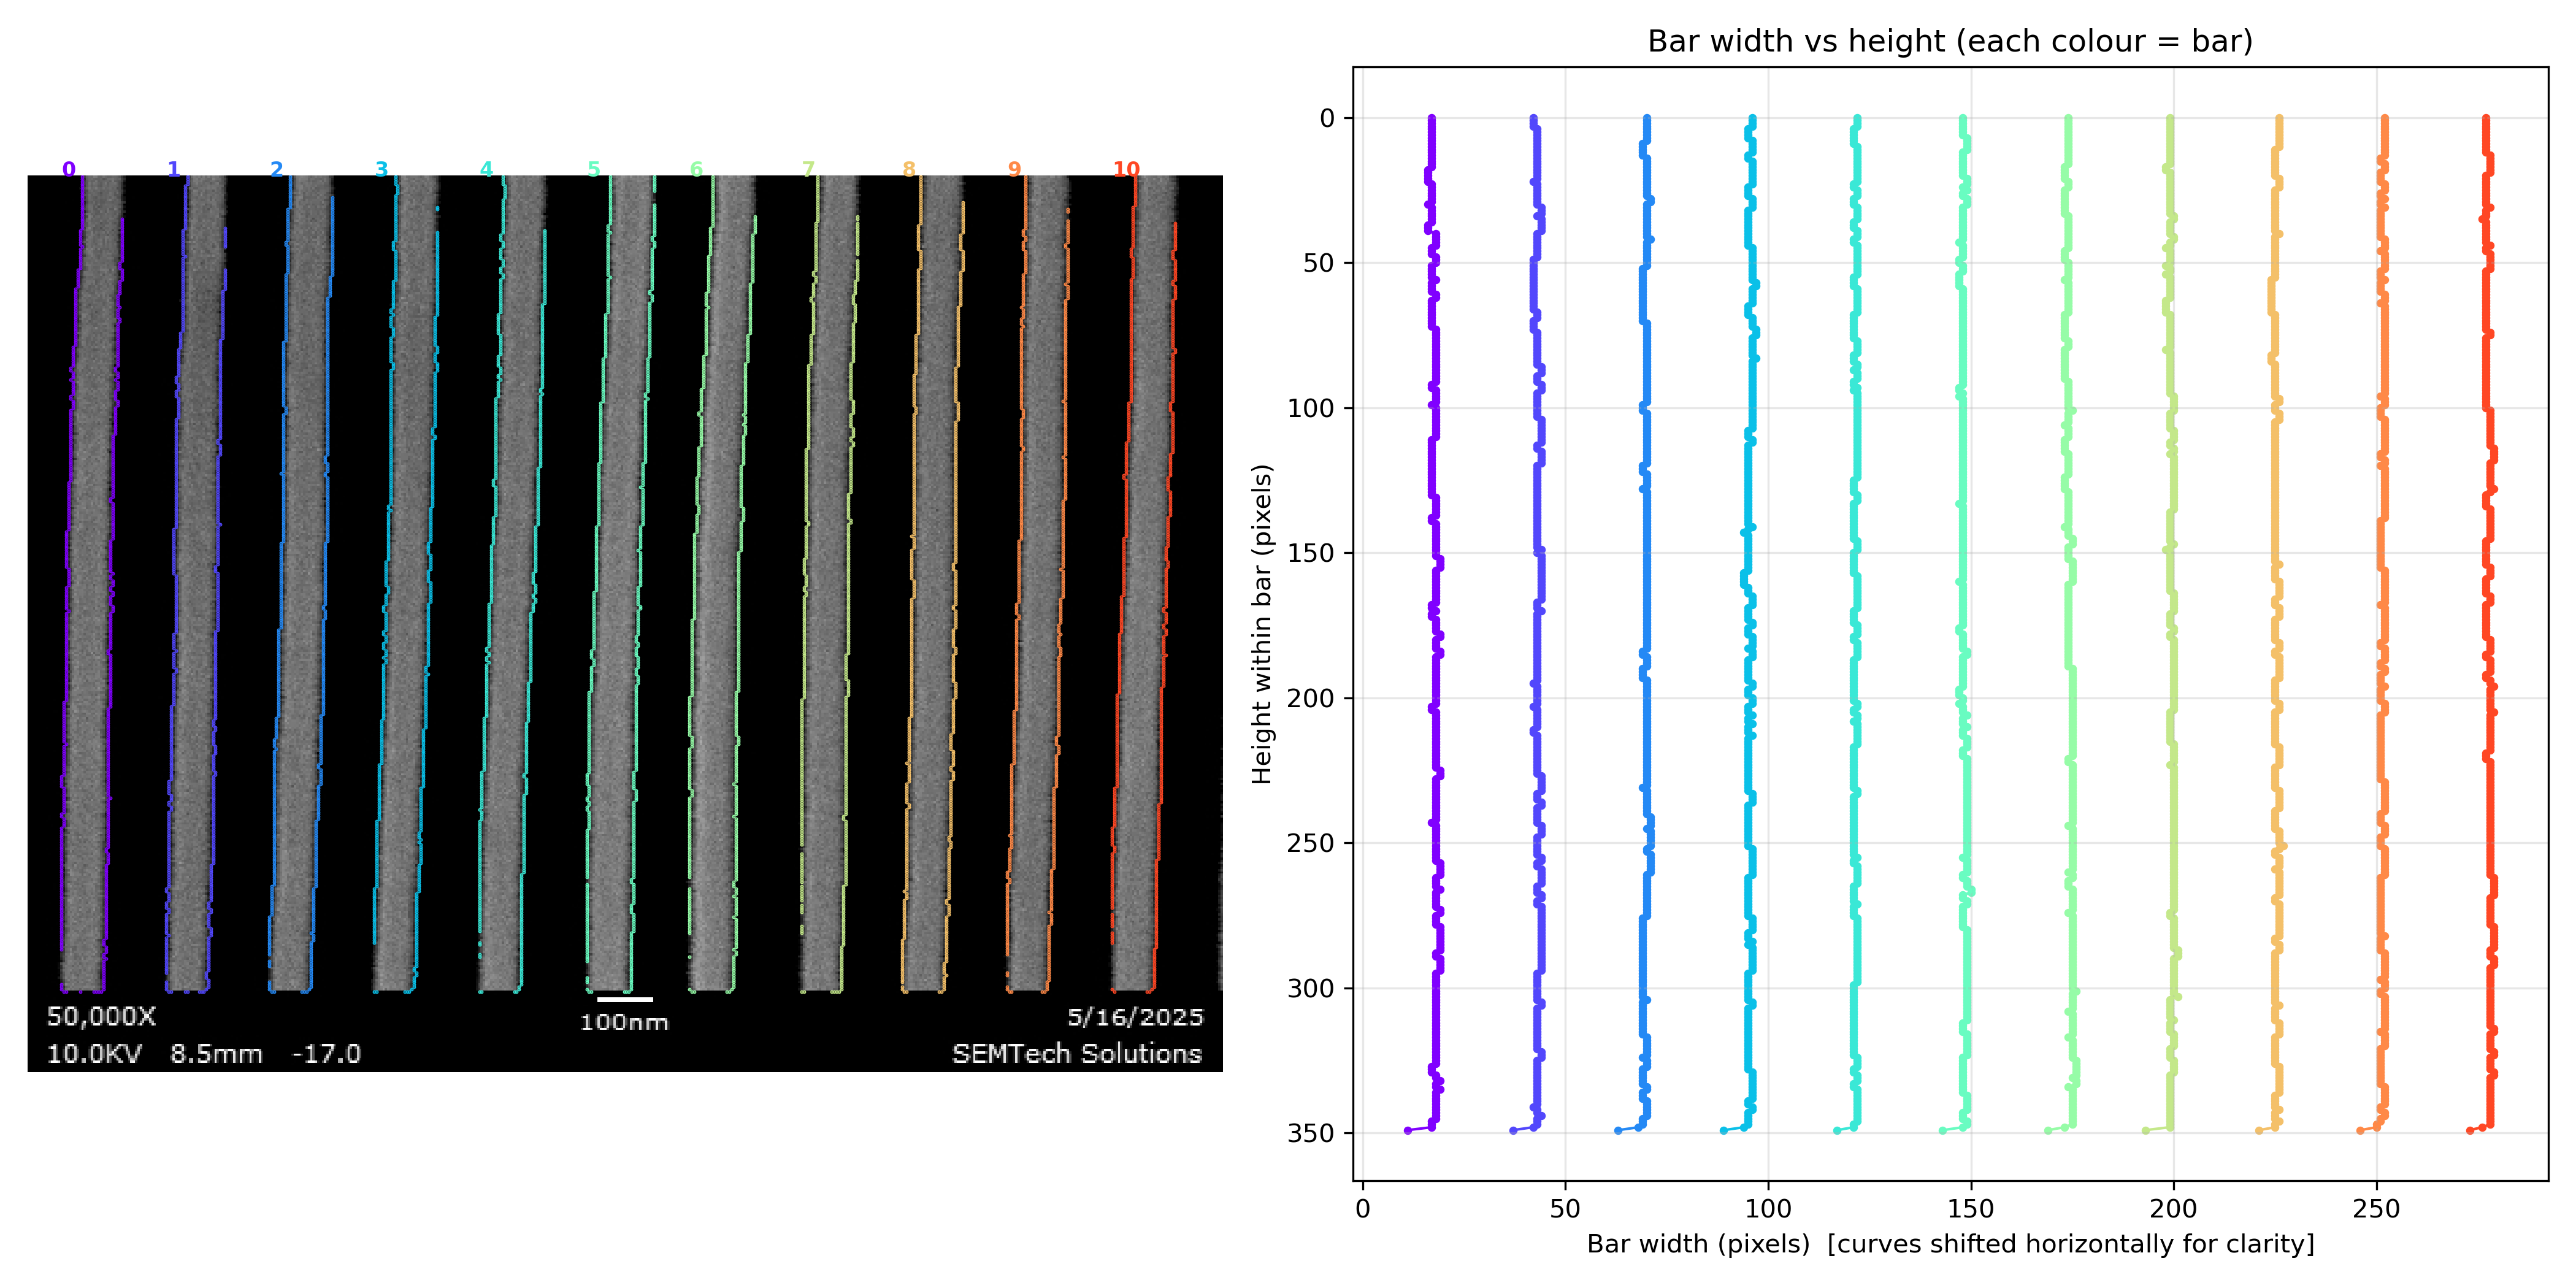 0 1 2 3 4 5 6 7 8 9 10
50,000X
100nm
5/16/2025
10.0KV 8.5mm -17.0
SEMTech Solutions
Bar width vs height (each colour = bar)
Height within bar (pixels)
0
50
100
150
200
250
300
350
0 50 100 150 200 250
Bar width (pixels) [curves shifted horizontally for clarity]